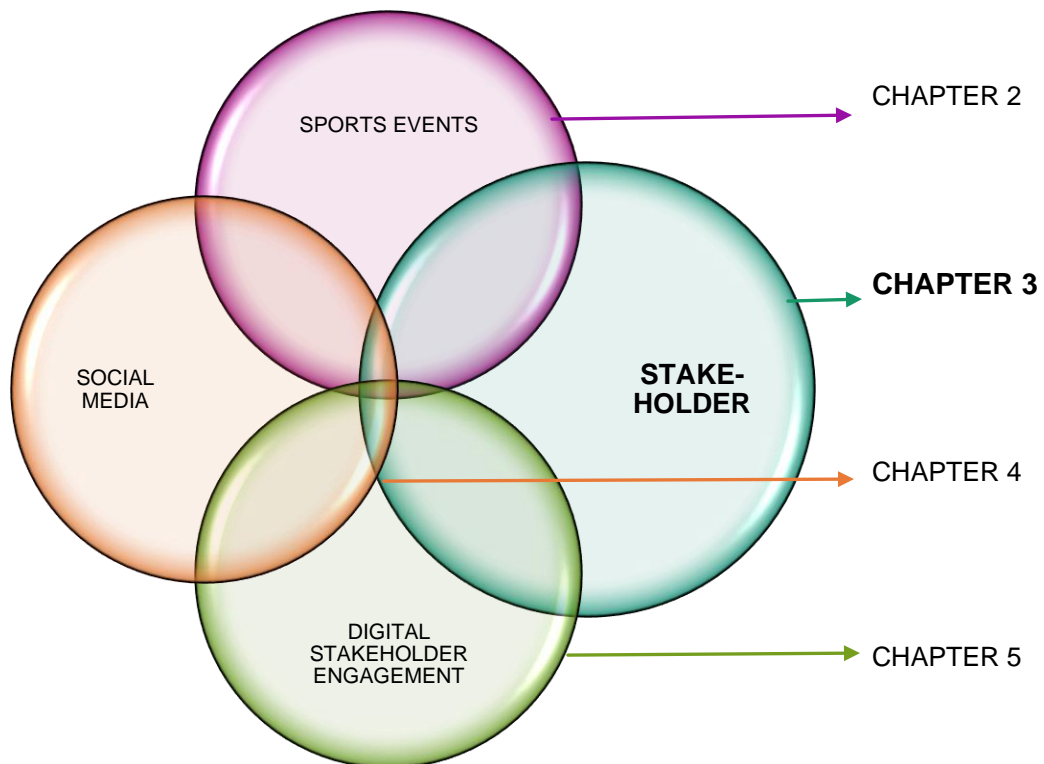 SPORTS EVENTS
CHAPTER 2
CHAPTER 3
STAKE-
HOLDER
SOCIAL
MEDIA
CHAPTER 4
DIGITAL
STAKEHOLDER
ENGAGEMENT
CHAPTER 5